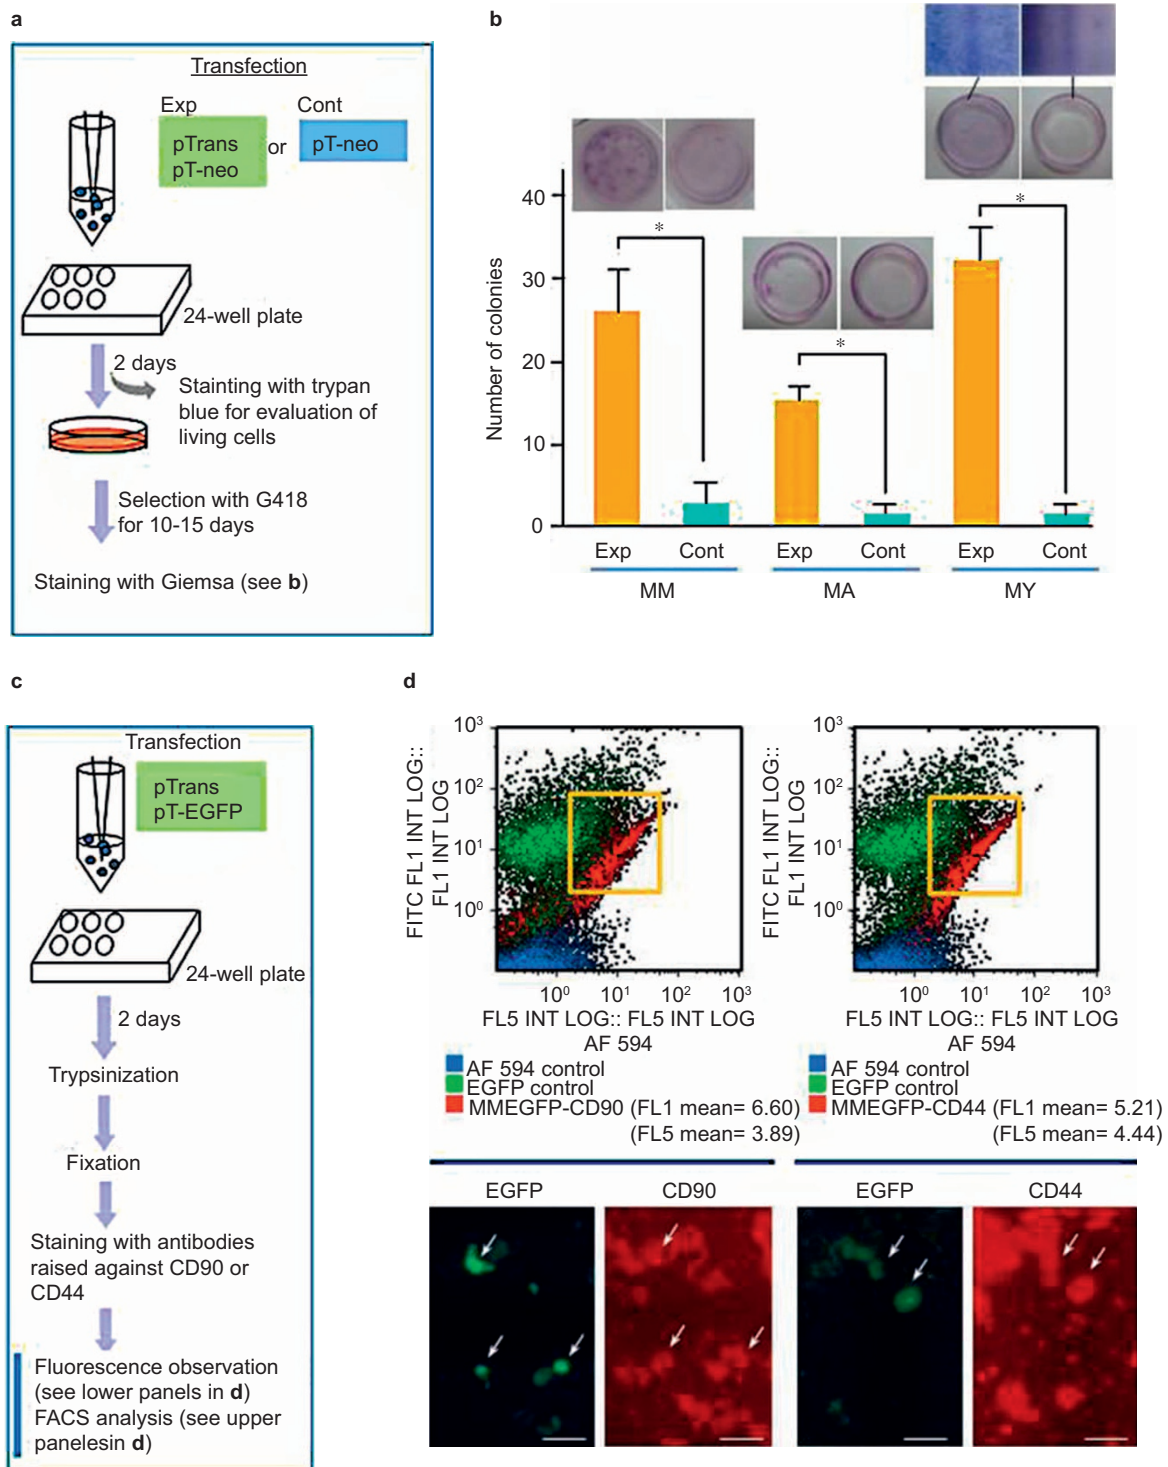 a
Transfection
Exp
Cont
pTrans
pT-neo
or
pT-neo
24-well plate
2 days
Stainting with trypan
blue for evaluation of
living cells
Selection with G418
for 10-15 days
Staining with Giemsa (see b)
b
Number of colonies
40
30
20
10
0
*
*
*
Exp
Cont
Exp
Cont
Exp
Cont
MM
MA
MY
c
Transfection
pTrans
pT-EGFP
24-well plate
2 days
Trypsinization
Fixation
Staining with antibodies
raised against CD90 or
CD44
Fluorescence observation
(see lower panels in d)
FACS analysis (see upper
panelesin d)
d
FITC FL1 INT LOG::
FL1 INT LOG
10³
10²
10¹
10⁰
10⁰ 10¹ 10² 10³
FL5 INT LOG:: FL5 INT LOG
AF 594
AF 594 control
EGFP control
MMEGFP-CD90 (FL1 mean= 6.60)
(FL5 mean= 3.89)
FITC FL1 INT LOG::
FL1 INT LOG
10³
10²
10¹
10⁰
10⁰ 10¹ 10² 10³
FL5 INT LOG:: FL5 INT LOG
AF 594
AF 594 control
EGFP control
MMEGFP-CD44 (FL1 mean= 5.21)
(FL5 mean= 4.44)
EGFP
CD90
EGFP
CD44